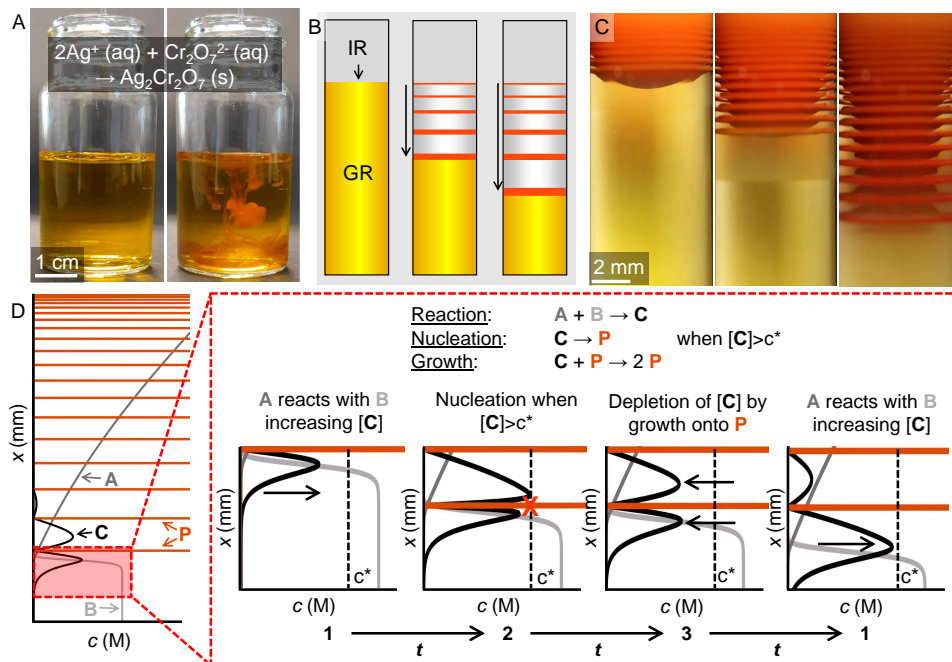 A
2Ag⁺ (aq) + Cr₂O₇²⁻ (aq)
→ Ag₂Cr₂O₇ (s)
1 cm
B
IR
GR
C
2 mm
D
x (mm)
A
C
P
B
c (M)
Reaction: A + B → C
Nucleation: C → P when [C]>c*
Growth: C + P → 2 P
A reacts with B
increasing [C]
x (mm)
c*
c (M)
1
Nucleation when
[C]>c*
x (mm)
X
c*
c (M)
2
Depletion of [C] by
growth onto P
x (mm)
c*
c (M)
3
A reacts with B
increasing [C]
x (mm)
c*
c (M)
1
t
t
t